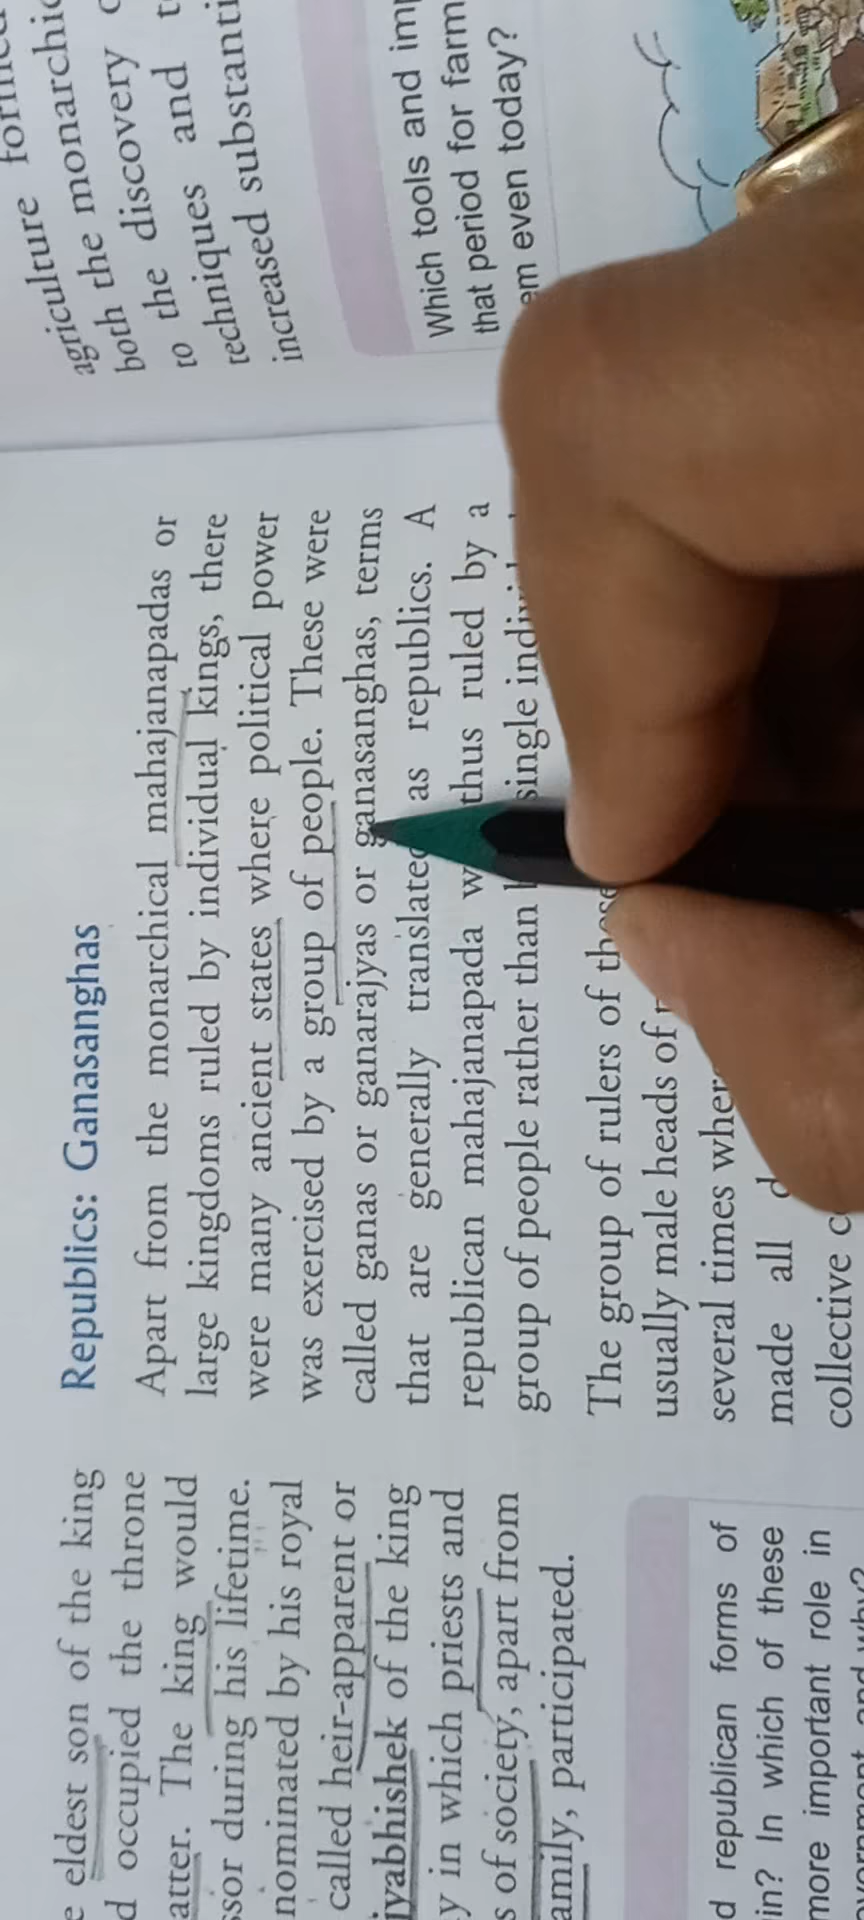 eldest son of the king
occupied the throne
atter. The king would
ssor during his lifetime.
nominated by his royal
called heir-apparent or
iyabhishek of the king
y in which priests and
s of society, apart from
amily, participated.
d republican forms of
in? In which of these
more important role in
Republics: Ganasanghas
Apart from the monarchical mahajanapadas or
large kingdoms ruled by individual kings, there
were many ancient states where political power
was exercised by a group of people. These were
called ganas or ganarajyas or ganasanghas, terms
that are generally translated as republics. A
republican mahajanapada thus ruled by a
group of people rather than single
The group of rulers of these
usually male heads of
several times
made all
collective
agriculture
both the monarchic
to the discovery
techniques and
increased substanti
Which tools and
that period for farm
em even today?